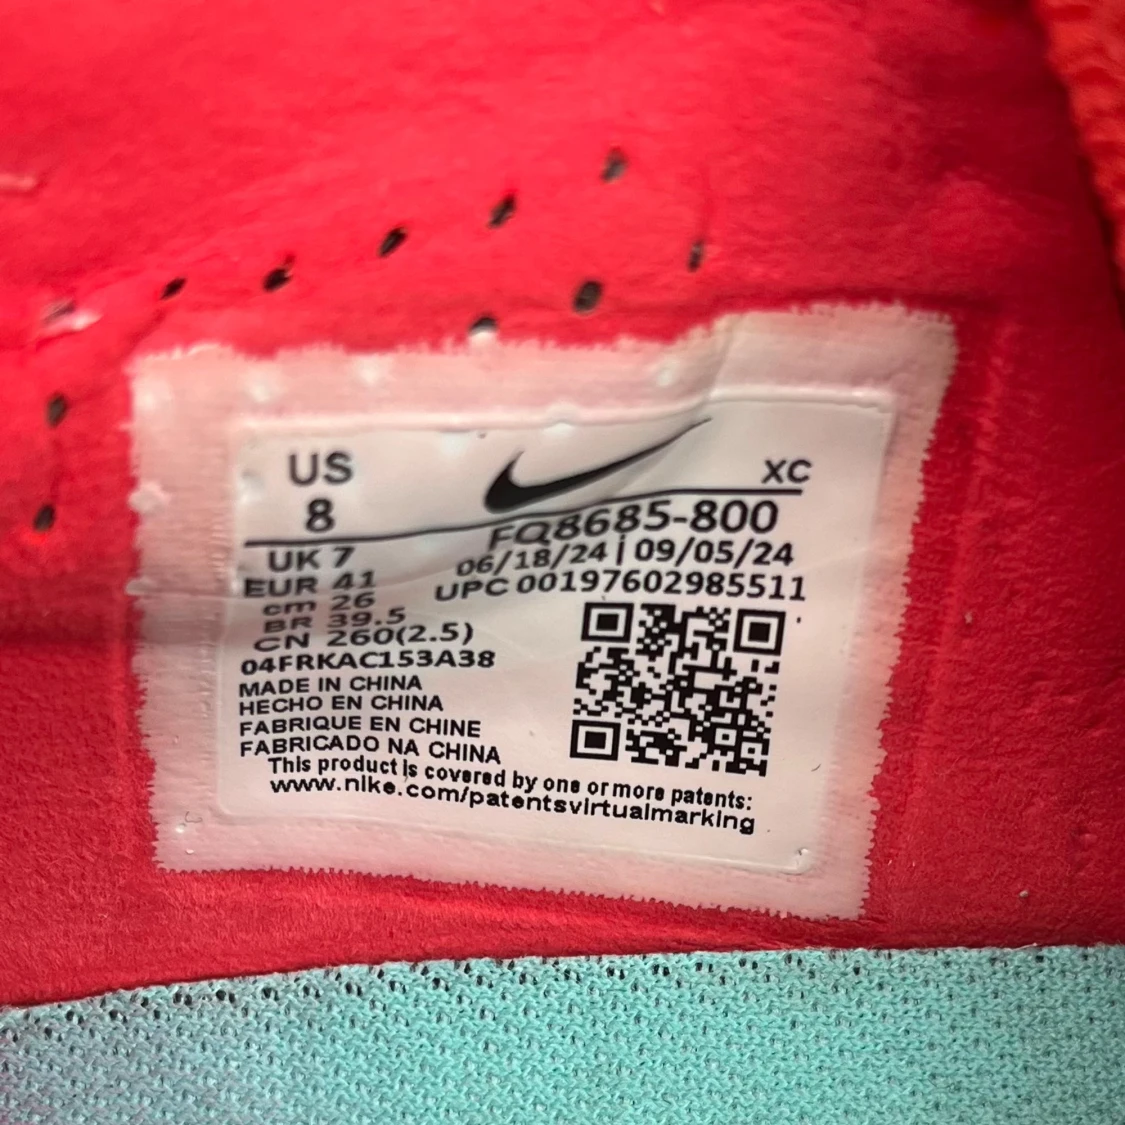 US
8
XC
FQ8685-800
06/18/24 | 09/05/24
UPC 00197602985511
UK 7
EUR 41
cm 26
BR 39.5
CN 260(2.5)
04FRKAC153A38
MADE IN CHINA
HECHO EN CHINA
FABRIQUE EN CHINE
FABRICADO NA CHINA
This product is covered by one or more patents:
www.nike.com/patentsvirtualmarking